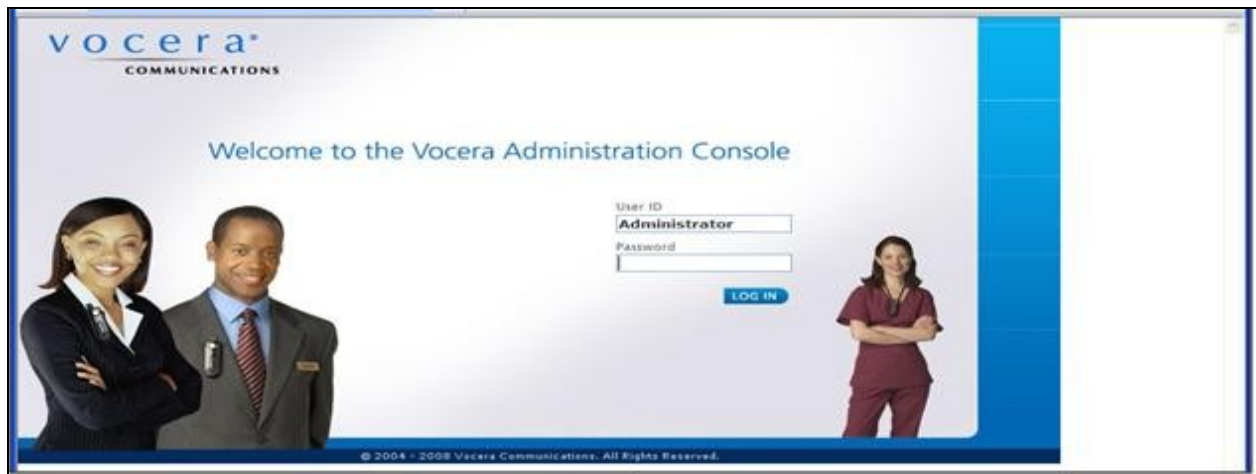 vocera
COMMUNICATIONS
Welcome to the Vocera Administration Console
User ID
Administrator
Password
LOG IN
© 2004 - 2008 Vocera Communications. All Rights Reserved.